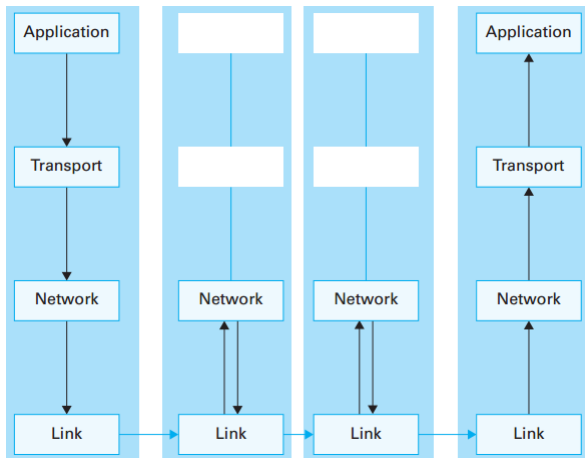 Application
Application
Transport
Transport
Network
Network
Network
Network
Link
Link
Link
Link